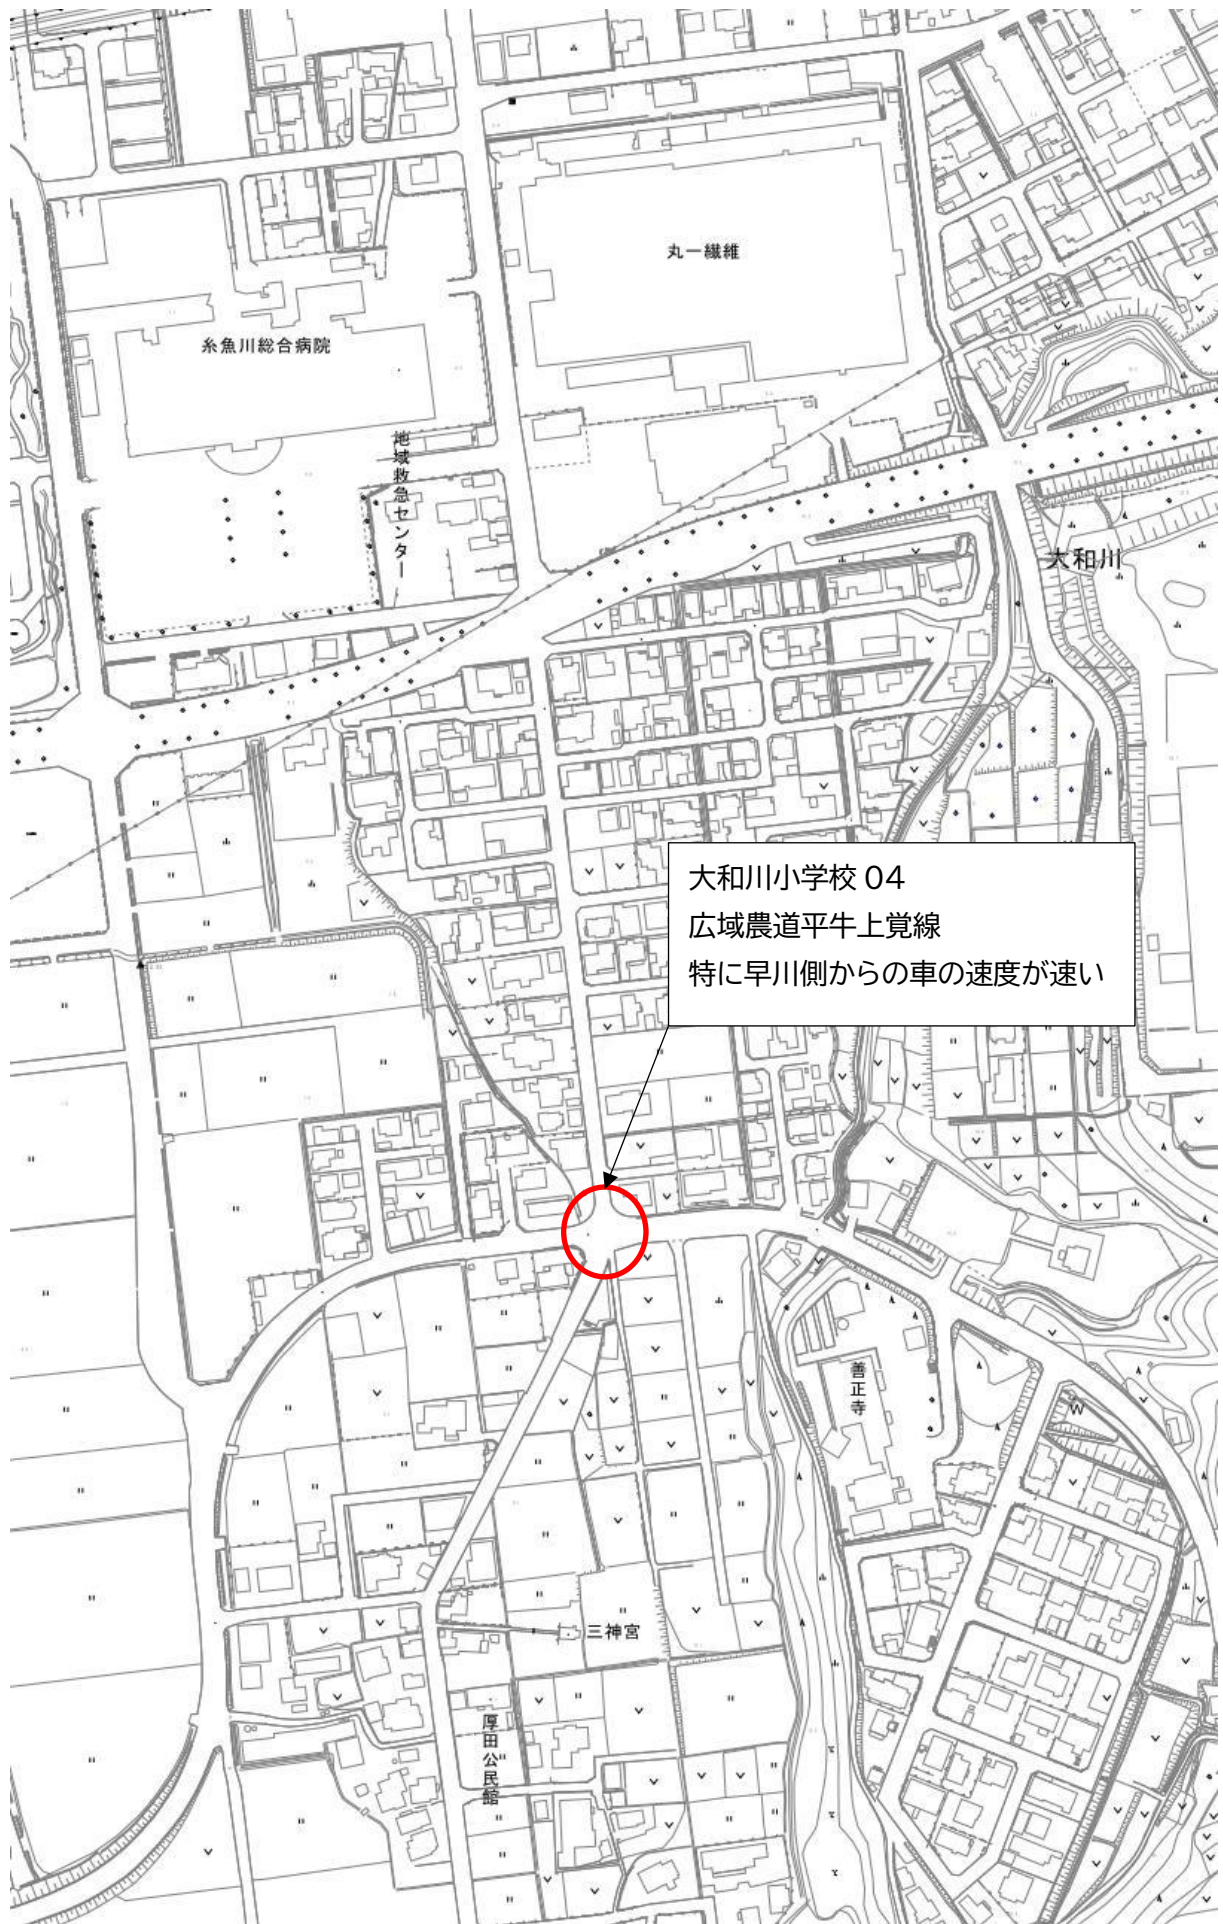 丸一繊維
糸魚川総合病院
地域救急センター
大和川
大和川小学校 04
広域農道平牛上覚線
特に早川側からの車の速度が速い
善正寺
W
三神宮
厚田公民館